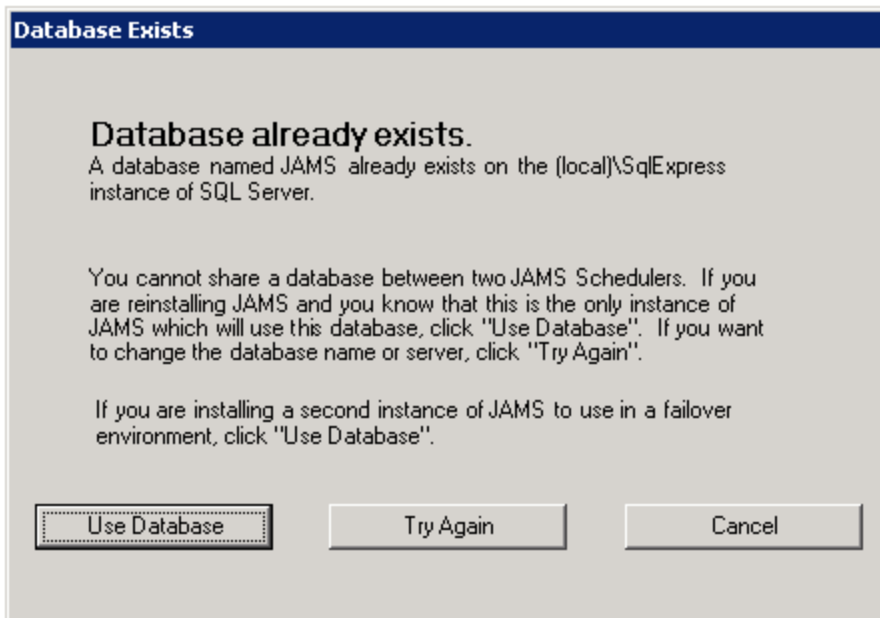 Database Exists
Database already exists.
A database named JAMS already exists on the (local)\SqlExpress
instance of SQL Server.
You cannot share a database between two JAMS Schedulers. If you
are reinstalling JAMS and you know that this is the only instance of
JAMS which will use this database, click "Use Database". If you want
to change the database name or server, click "Try Again".
If you are installing a second instance of JAMS to use in a failover
environment, click "Use Database".
Use Database
Try Again
Cancel